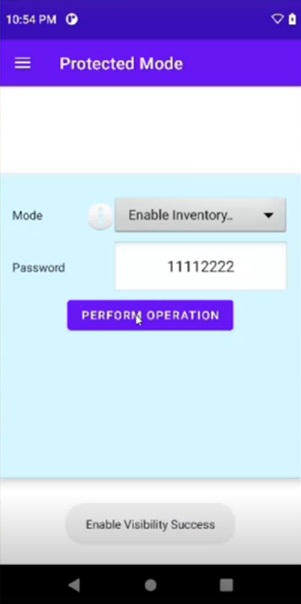 10:54 PM
Protected Mode
Mode
Enable Inventory..
Password
11112222
PERFORM OPERATION
Enable Visibility Success